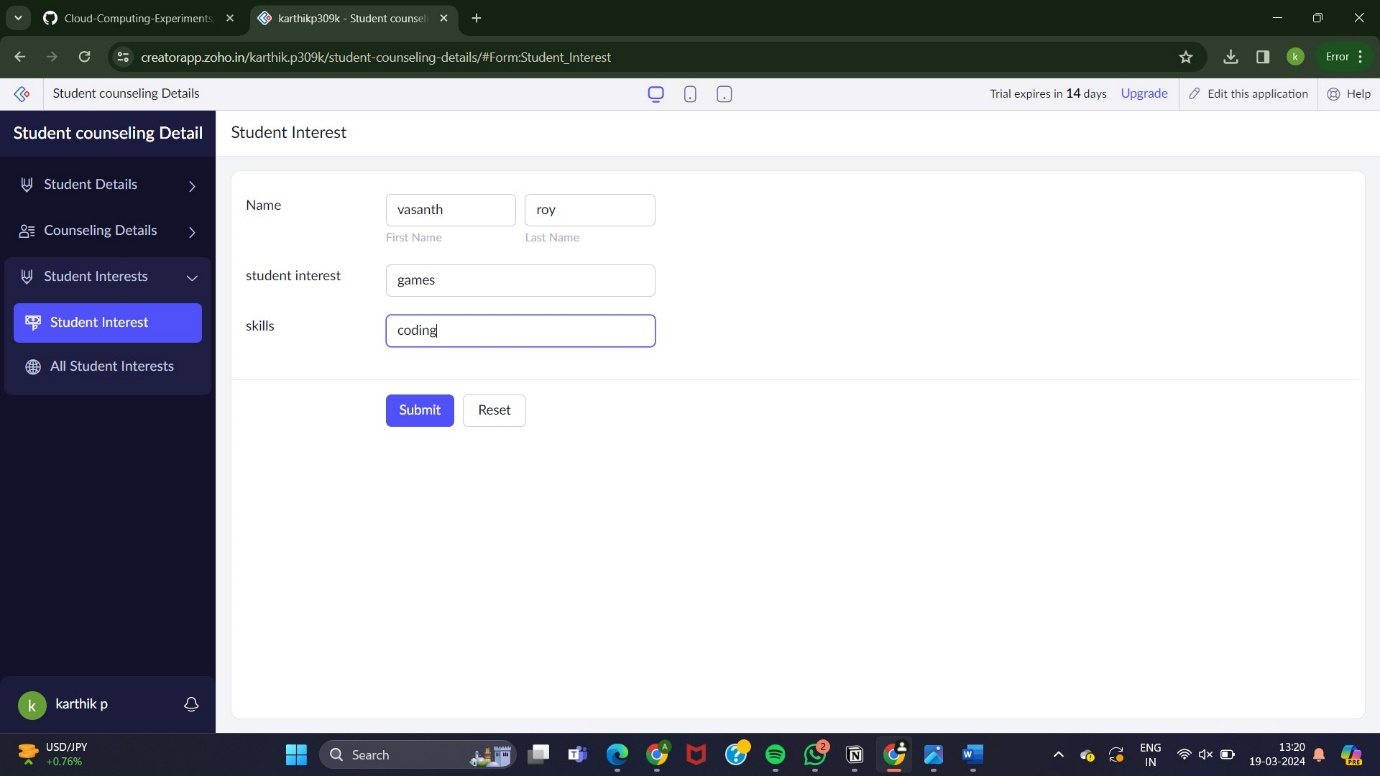 Cloud-Computing-Experiments
karthikp309k - Student counsel
creatorapp.zoho.in/karthik.p309k/student-counseling-details/#Form:Student_Interest
k
Error
Student counseling Details
Trial expires in 14 days
Upgrade
Edit this application
Help
Student counseling Detail
Student Details
Counseling Details
Student Interests
Student Interest
All Student Interests
k
karthik p
Student Interest
Name
vasanth
roy
First Name
Last Name
student interest
games
skills
coding
Submit
Reset
USD/JPY
+0.76%
Search
2
ENG
IN
13:20
19-03-2024
PRE